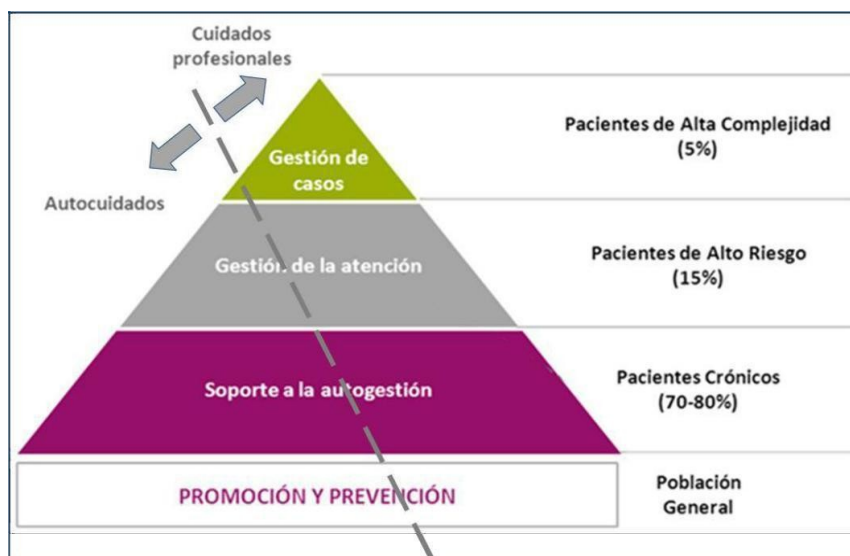 Cuidados
profesionales
Autocuidados
Gestión de
casos
Pacientes de Alta Complejidad
(5%)
Gestión de la atención
Pacientes de Alto Riesgo
(15%)
Soporte a la autogestión
Pacientes Crónicos
(70-80%)
PROMOCIÓN Y PREVENCIÓN
Población
General